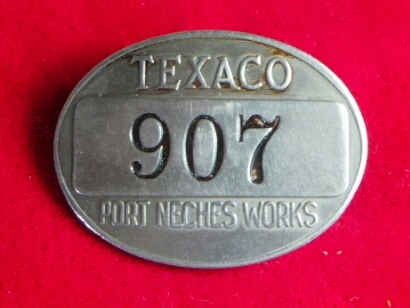 TEXACO
907
PORT NECHES WORKS